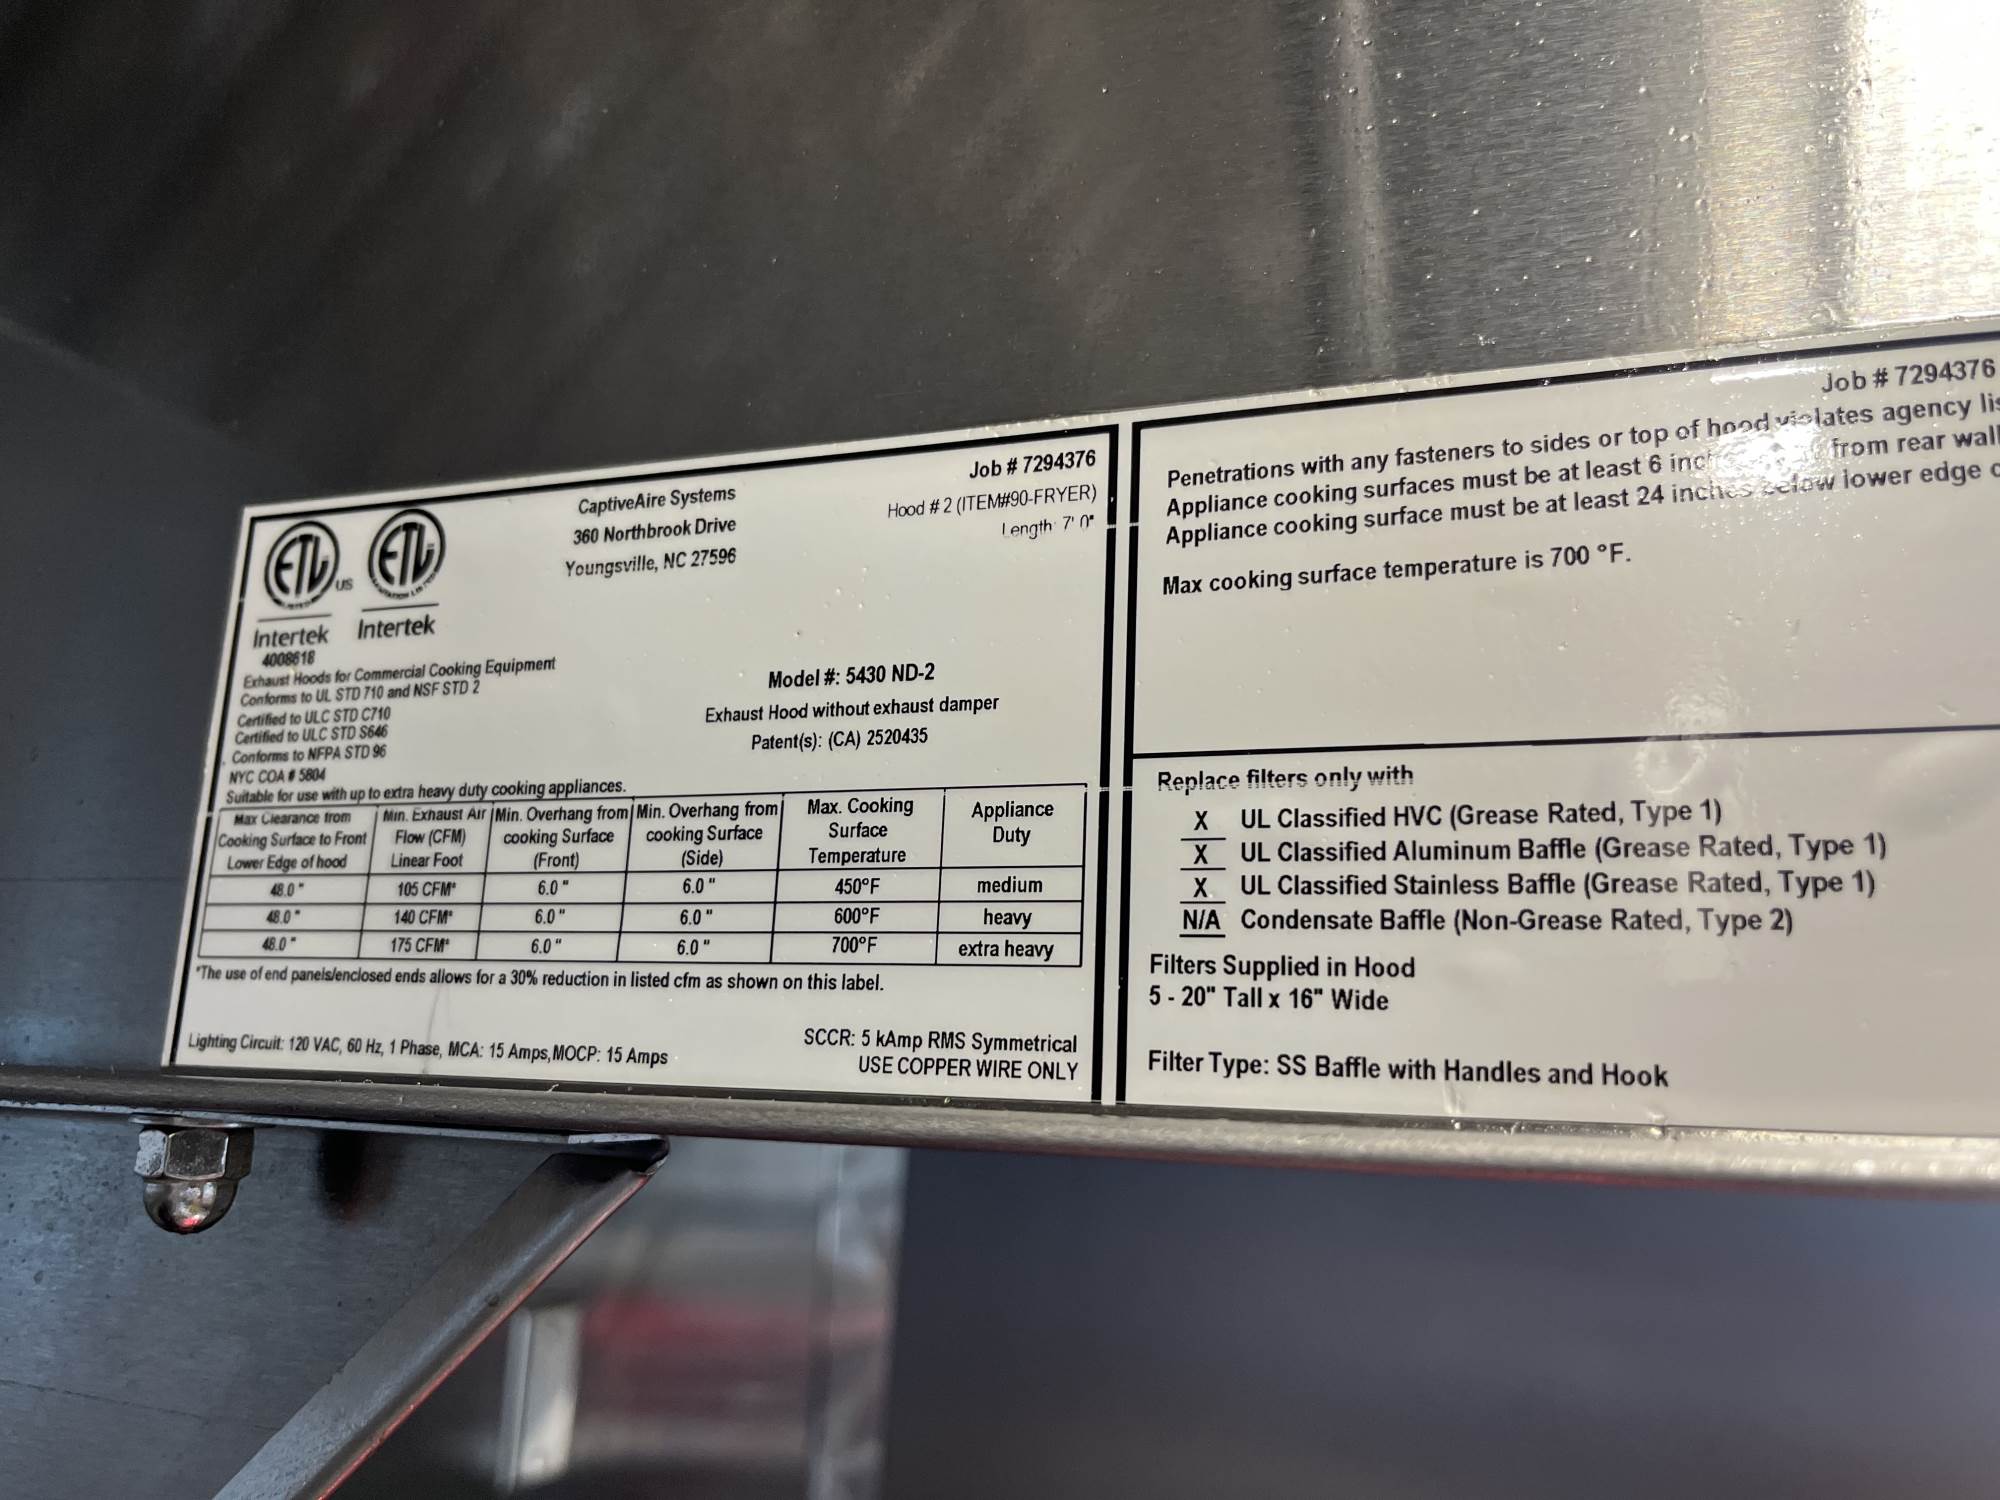 ETL
US
LISTED
Intertek
4008618
ETL
Intertek
CaptiveAire Systems
360 Northbrook Drive
Youngsville, NC 27596
Job # 7294376
Hood # 2 (ITEM#90-FRYER)
Length: 7' 0"
Exhaust Hoods for Commercial Cooking Equipment
Conforms to UL STD 710 and NSF STD 2
Certified to ULC STD C710
Certified to ULC STD S646
Conforms to NFPA STD 96
NYC COA # 5804
Model #: 5430 ND-2
Exhaust Hood without exhaust damper
Patent(s): (CA) 2520435
Suitable for use with up to extra heavy duty cooking appliances.
Max Clearance from Cooking Surface to Front Lower Edge of hood
Min. Exhaust Air Flow (CFM) Linear Foot
Min. Overhang from cooking Surface (Front)
Min. Overhang from cooking Surface (Side)
Max. Cooking Surface Temperature
Appliance Duty
48.0 " 105 CFM* 6.0 " 6.0 " 450°F medium
48.0 " 140 CFM* 6.0 " 6.0 " 600°F heavy
48.0 " 175 CFM* 6.0 " 6.0 " 700°F extra heavy
*The use of end panels/enclosed ends allows for a 30% reduction in listed cfm as shown on this label.
Lighting Circuit: 120 VAC, 60 Hz, 1 Phase, MCA: 15 Amps, MOCP: 15 Amps
SCCR: 5 kAmp RMS Symmetrical
USE COPPER WIRE ONLY
Job # 7294376
Penetrations with any fasteners to sides or top of hood violates agency
Appliance cooking surfaces must be at least 6 from rear wall
Appliance cooking surface must be at least 24 inches below lower edge
Max cooking surface temperature is 700 °F.
Replace filters only with
X UL Classified HVC (Grease Rated, Type 1)
X UL Classified Aluminum Baffle (Grease Rated, Type 1)
X UL Classified Stainless Baffle (Grease Rated, Type 1)
N/A Condensate Baffle (Non-Grease Rated, Type 2)
Filters Supplied in Hood
5 - 20" Tall x 16" Wide
Filter Type: SS Baffle with Handles and Hook